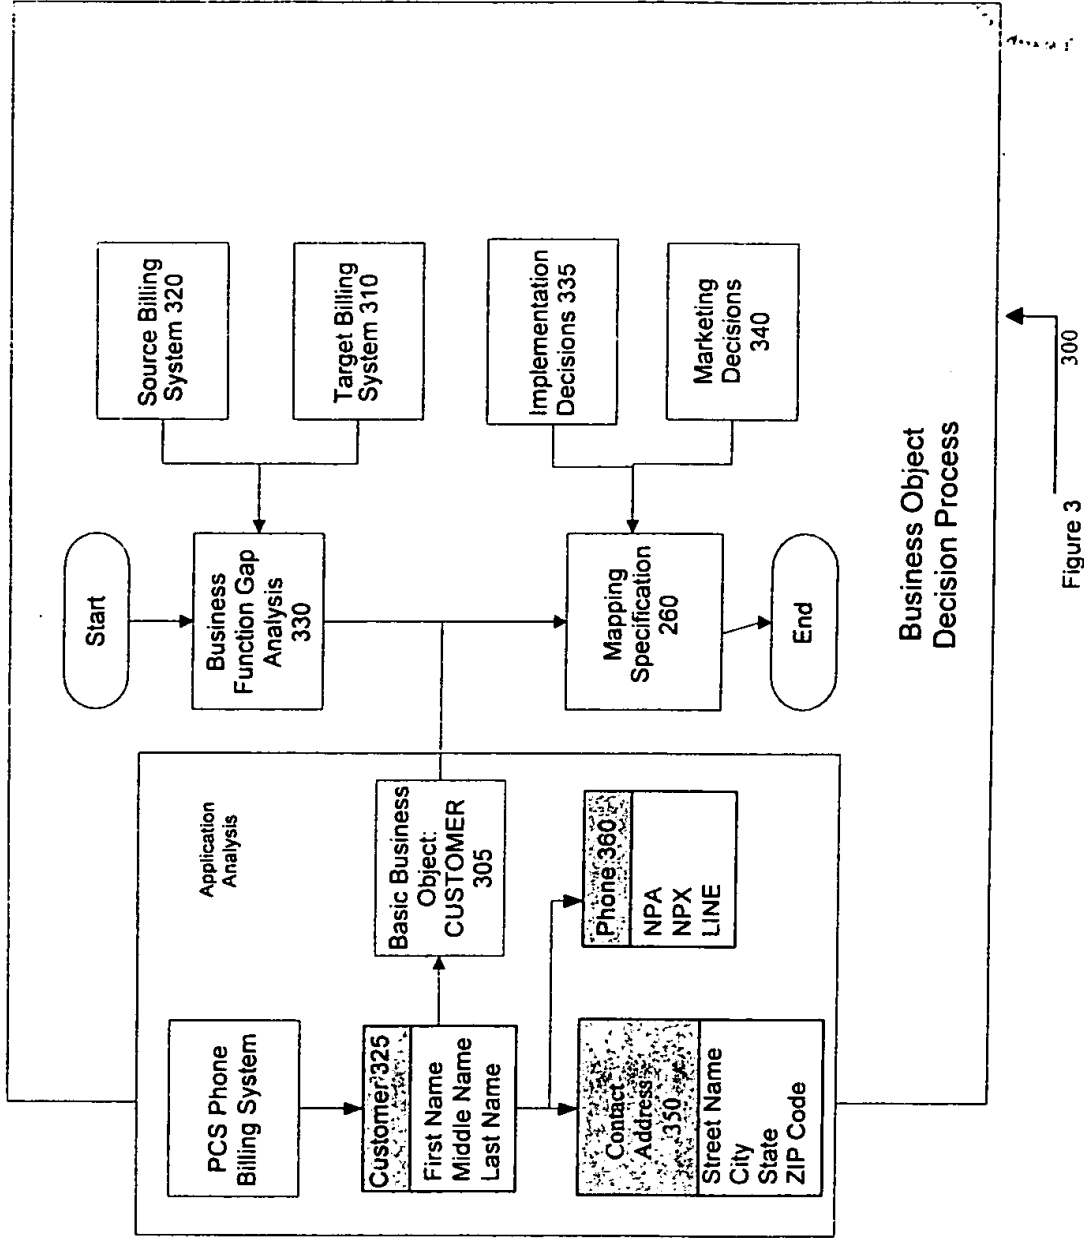 Application
Analysis
PCS Phone
Billing System
Customer 325
First Name
Middle Name
Last Name
Contact
Address
350
Street Name
City
State
ZIP Code
Basic Business
Object:
CUSTOMER
305
Phone 360
NPA
NPX
LINE
Start
Business
Function Gap
Analysis
330
Mapping
Specification
260
End
Source Billing
System 320
Target Billing
System 310
Implementation
Decisions 335
Marketing
Decisions
340
Business Object
Decision Process
Figure 3
300